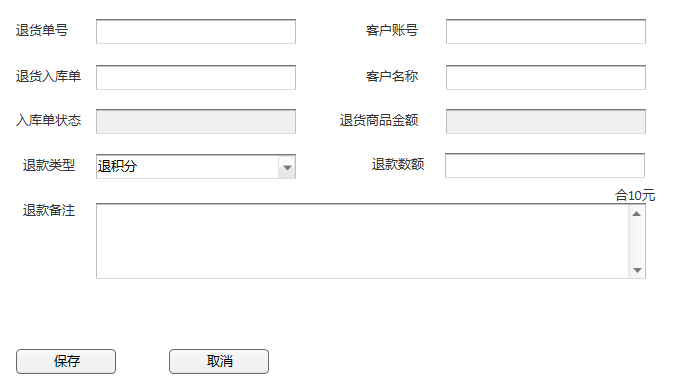 退货单号 客户账号
退货入库单 客户名称
入库单状态 退货商品金额
退款类型 退积分 退款数额
合10元
退款备注
保存 取消